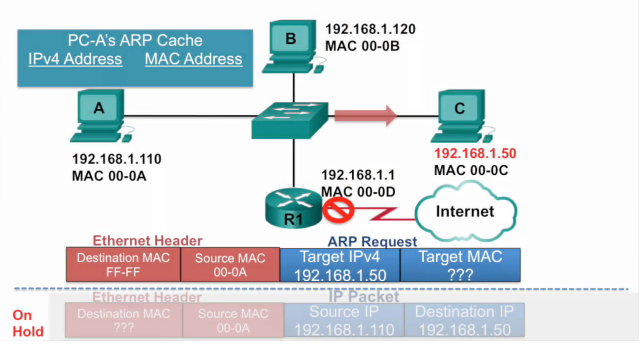 PC-A's ARP Cache
IPv4 Address MAC Address
B
192.168.1.120
MAC 00-0B
A
C
192.168.1.110
MAC 00-0A
192.168.1.50
MAC 00-0C
192.168.1.1
MAC 00-0D
R1
Internet
Ethernet Header
ARP Request
Destination MAC
FF-FF
Source MAC
00-0A
Target IPv4
192.168.1.50
Target MAC
???
On
Hold
Ethernet Header
IP Packet
Destination MAC
???
Source MAC
00-0A
Source IP
192.168.1.110
Destination IP
192.168.1.50